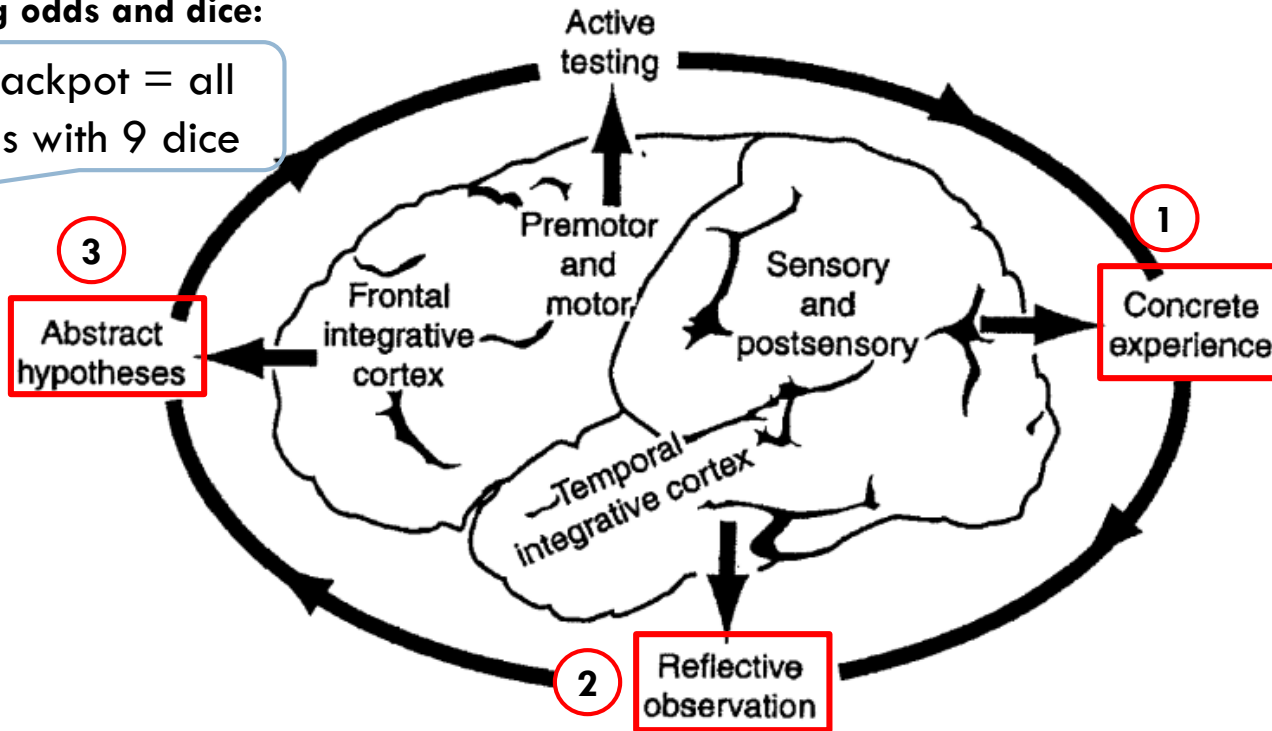 g odds and dice:
ackpot = all
s with 9 dice
Active
testing
1
3
Premotor
and
motor
Sensory
and
postsensory
Frontal
integrative
cortex
Abstract
hypotheses
Concrete
experience
Temporal
integrative cortex
2
Reflective
observation